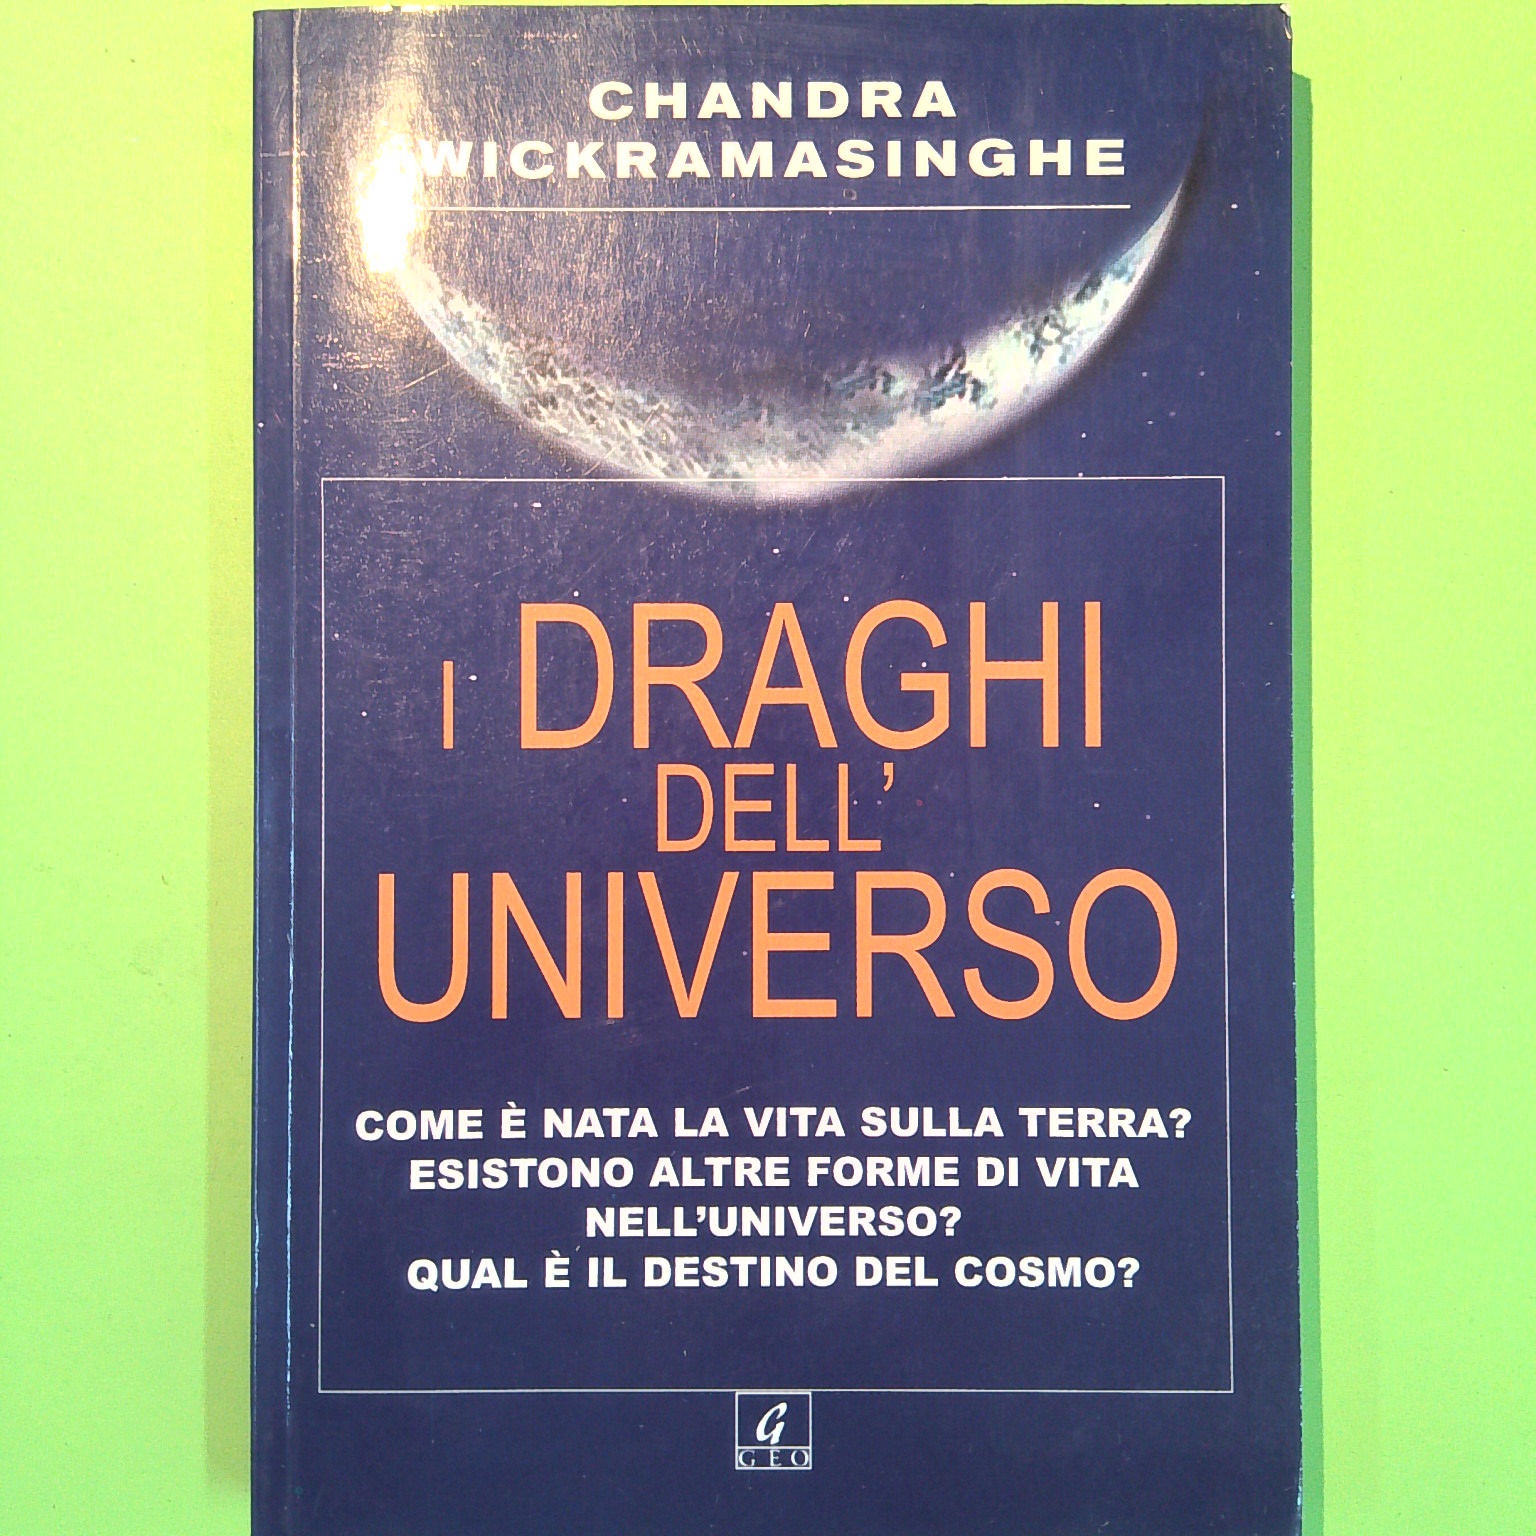 CHANDRA
WICKRAMASINGHE
I DRAGHI
DELL'
UNIVERSO
COME È NATA LA VITA SULLA TERRA?
ESISTONO ALTRE FORME DI VITA
NELL'UNIVERSO?
QUAL È IL DESTINO DEL COSMO?
G
GEO